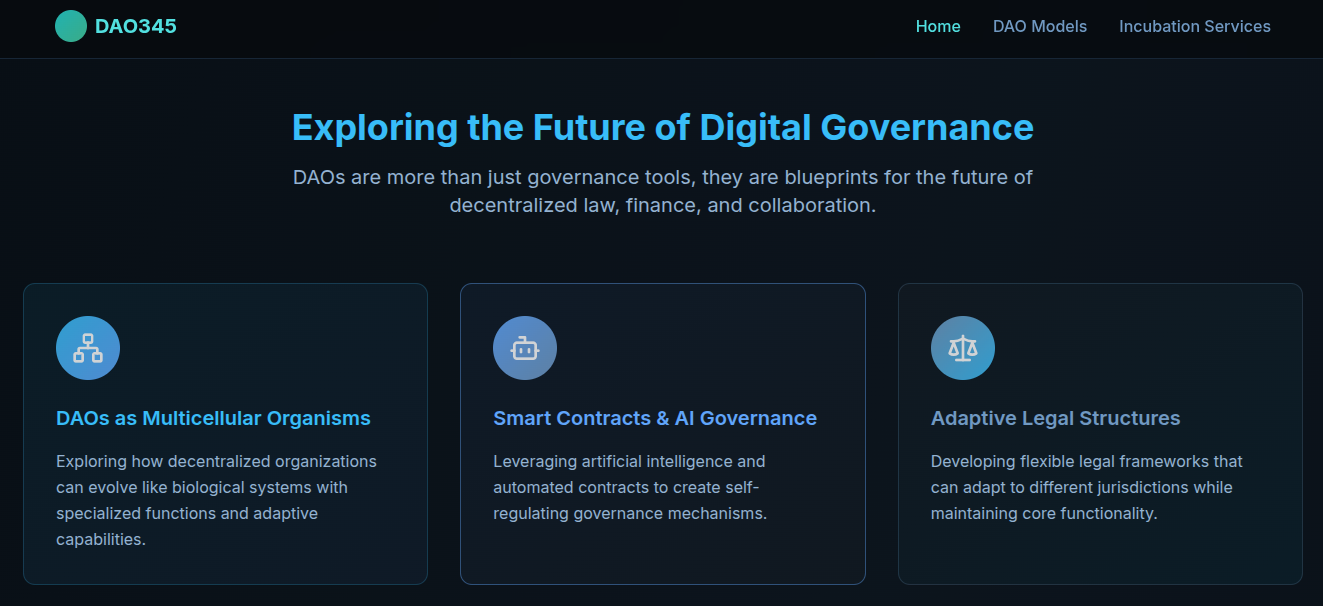 DAO345
Home
DAO Models
Incubation Services
Exploring the Future of Digital Governance
DAOs are more than just governance tools, they are blueprints for the future of
decentralized law, finance, and collaboration.
DAOs as Multicellular Organisms
Exploring how decentralized organizations
can evolve like biological systems with
specialized functions and adaptive
capabilities.
Smart Contracts & AI Governance
Leveraging artificial intelligence and
automated contracts to create self-
regulating governance mechanisms.
Adaptive Legal Structures
Developing flexible legal frameworks that
can adapt to different jurisdictions while
maintaining core functionality.